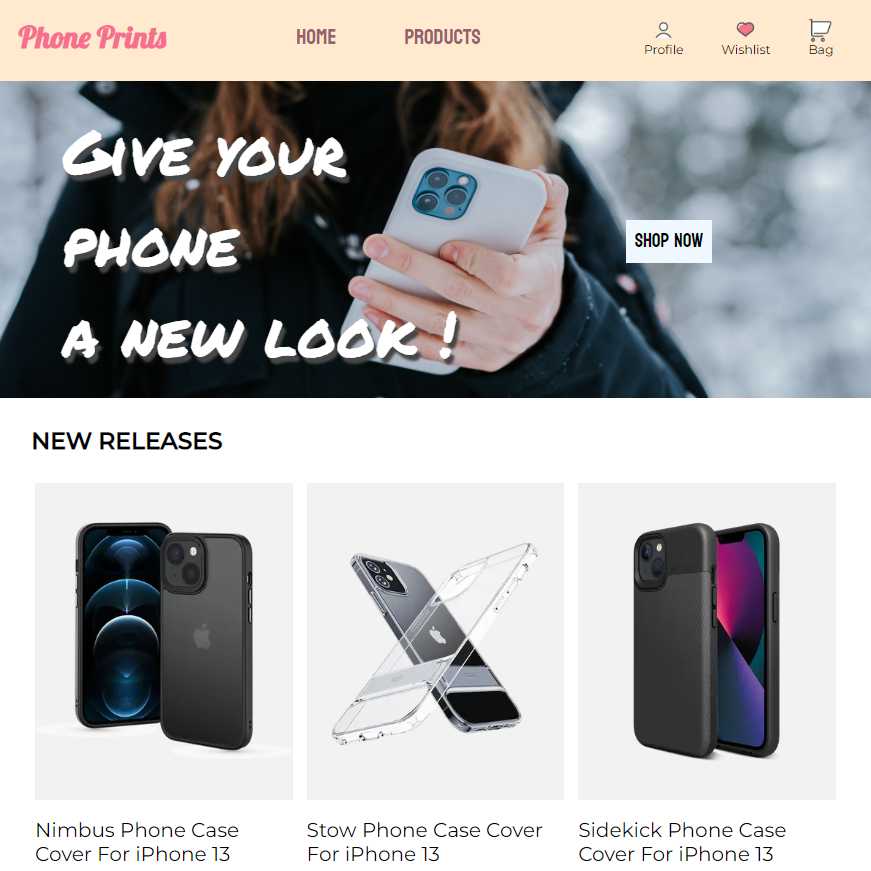 Phone Prints
HOME
PRODUCTS
Profile
Wishlist
Bag
Give your
phone
a new look !
SHOP NOW
NEW RELEASES
Nimbus Phone Case
Cover For iPhone 13
Stow Phone Case Cover
For iPhone 13
Sidekick Phone Case
Cover For iPhone 13